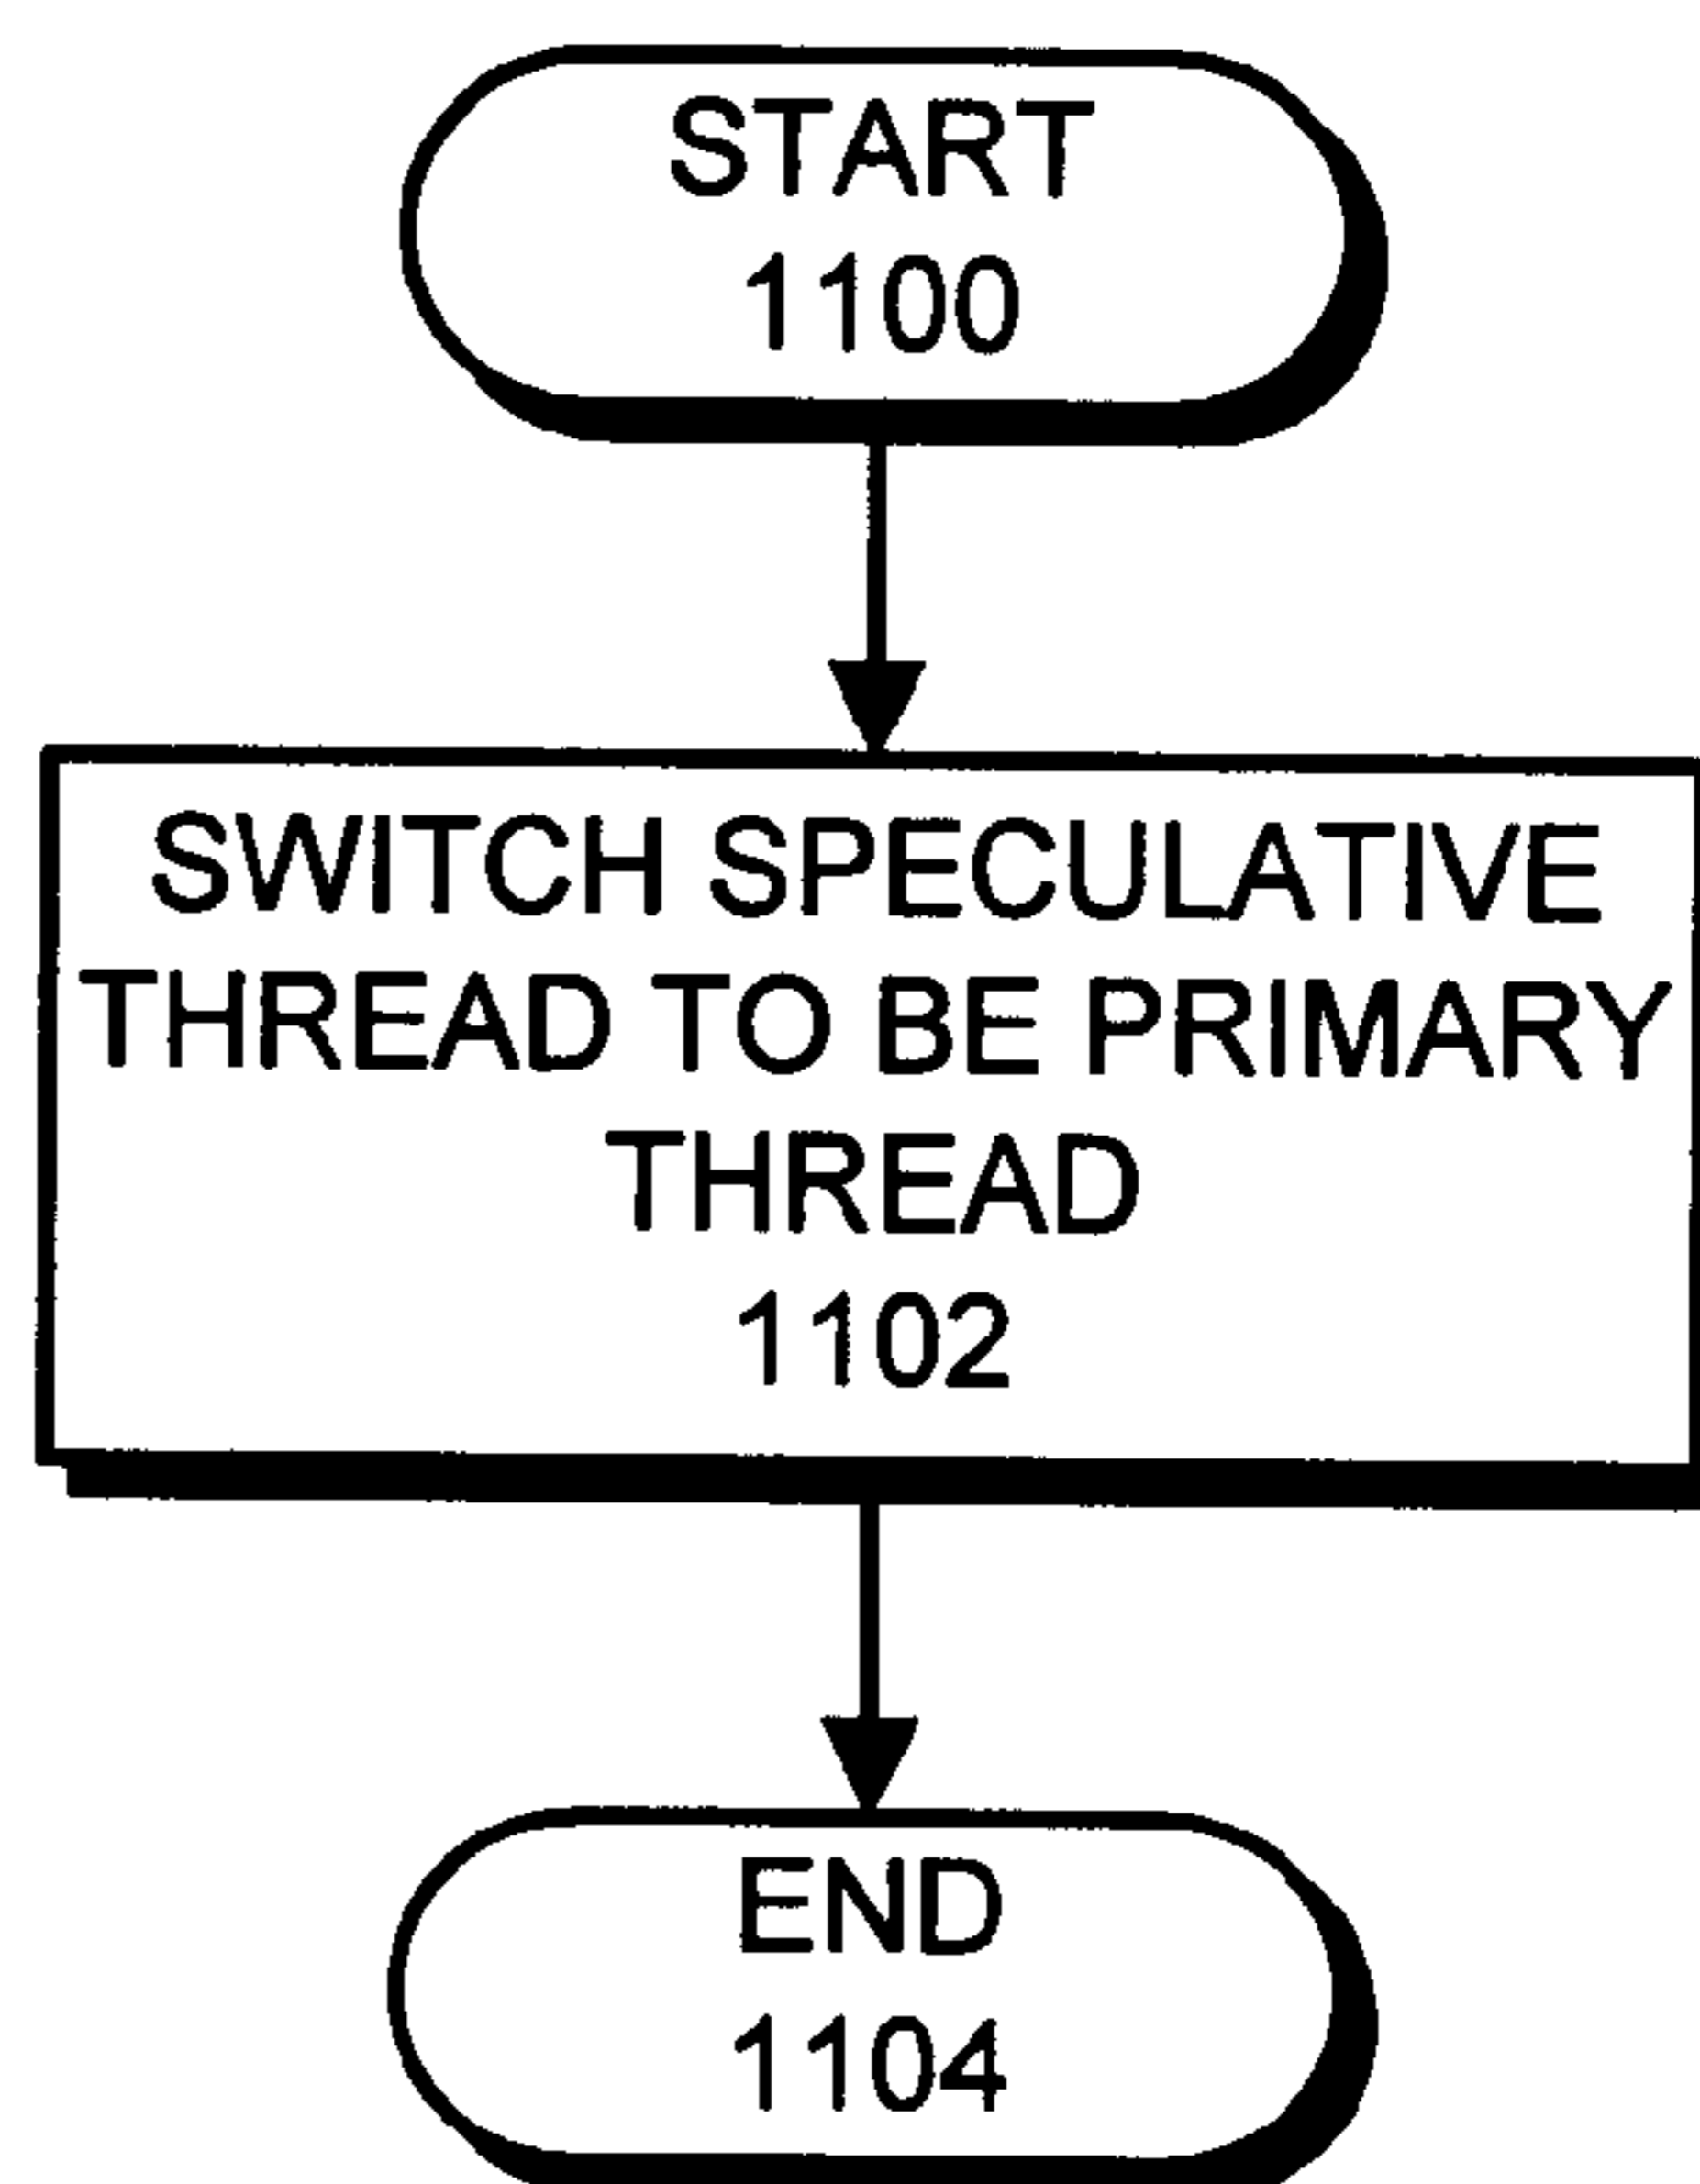 START
1100
SWITCH SPECULATIVE
THREAD TO BE PRIMARY
THREAD
1102
END
1104